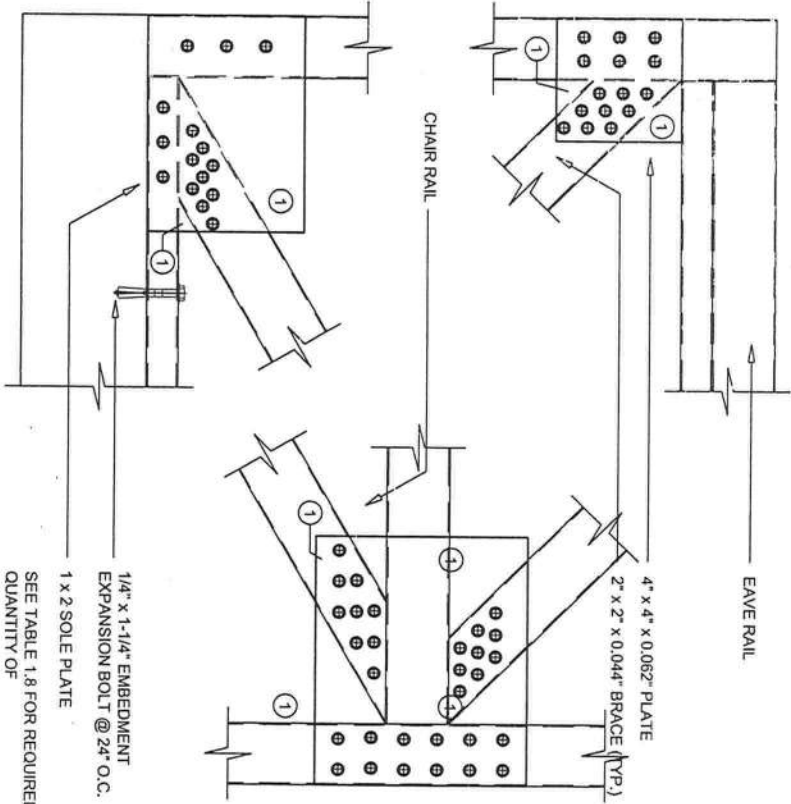 1
1
EAVE RAIL
4" x 4" x 0.062" PLATE
2" x 2" x 0.044" BRACE (TYP.)
CHAIR RAIL
1
1
1
1
1
1
1/4" x 1-1/4" EMBEDMENT
EXPANSION BOLT @ 24" O.C.
1 x 2 SOLE PLATE
SEE TABLE 1.8 FOR REQUIRED
QUANTITY OF